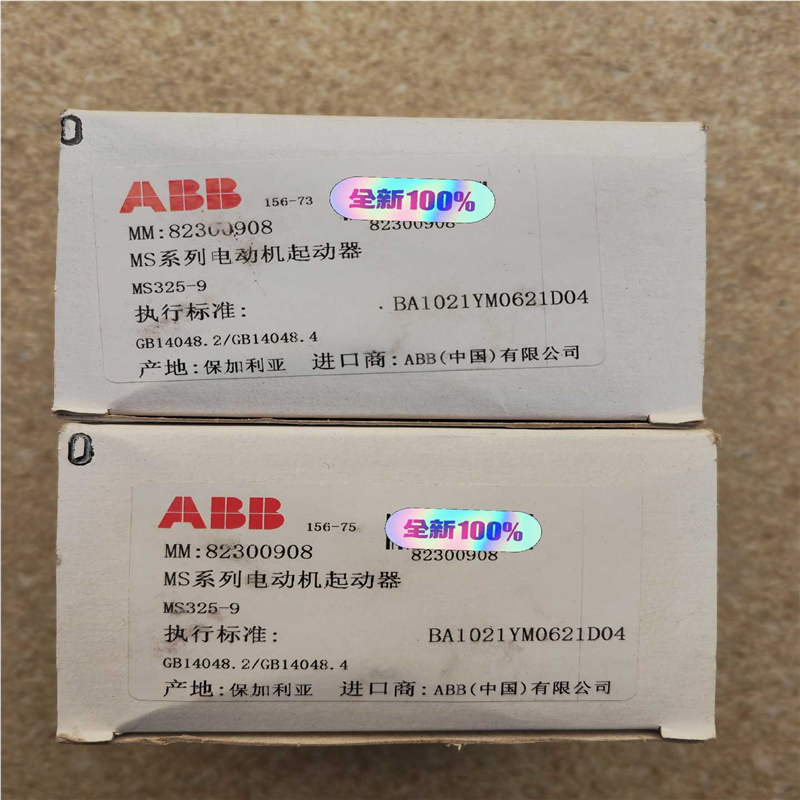 0
ABB 156-73 全新100%
MM:82300908 82300908
MS系列电动机起动器
MS325-9
执行标准: BA1021YM0621D04
GB14048.2/GB14048.4
产地:保加利亚 进口商:ABB(中国)有限公司
0
ABB 156-75 全新100%
MM:82300908 82300908
MS系列电动机起动器
MS325-9
执行标准: BA1021YM0621D04
GB14048.2/GB14048.4
产地:保加利亚 进口商:ABB(中国)有限公司